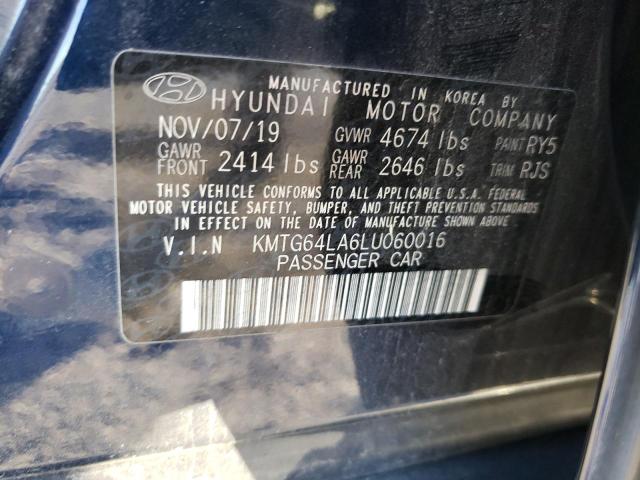 MANUFACTURED IN KOREA BY
HYUNDAI MOTOR COMPANY
NOV/07/19 GVWR 4674 lbs PAINT RY5
GAWR FRONT 2414 lbs GAWR REAR 2646 lbs TRIM RJS
THIS VEHICLE CONFORMS TO ALL APPLICABLE U.S.A. FEDERAL
MOTOR VEHICLE SAFETY, BUMPER, AND THEFT PREVENTION STANDARDS
IN EFFECT ON THE DATE OF MANUFACTURE SHOWN ABOVE
V.I.N KMTG64LA6LU060016
PASSENGER CAR